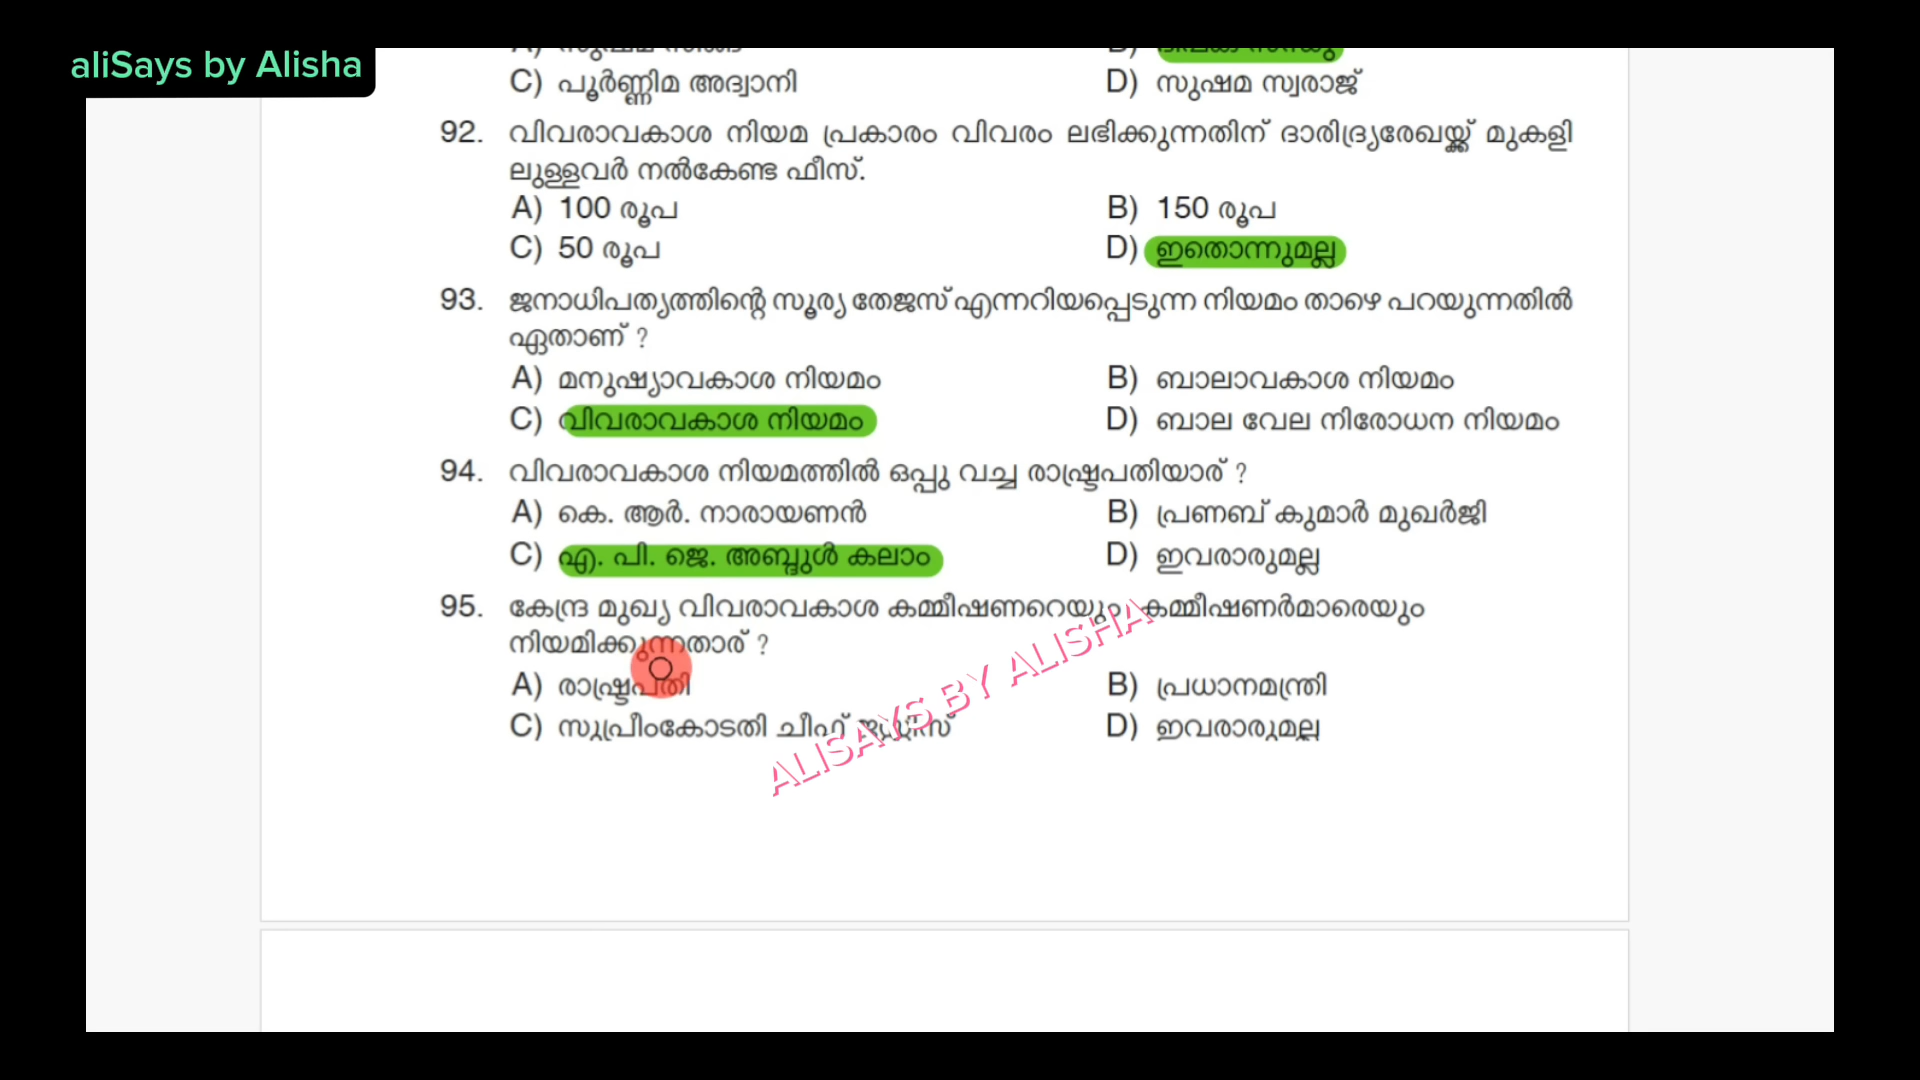 aliSays by Alisha
C) പൂർണ്ണിമ അദ്വാനി D) സുഷമ സ്വരാജ്
92. വിവരാവകാശ നിയമ പ്രകാരം വിവരം ലഭിക്കുന്നതിന് ദാരിദ്ര്യരേഖയ്ക്ക് മുകളി
ലുള്ളവർ നൽകേണ്ട ഫീസ്.
A) 100 രൂപ B) 150 രൂപ
C) 50 രൂപ D) ഇതൊന്നുമല്ല
93. ജനാധിപത്യത്തിന്റെ സൂര്യ തേജസ് എന്നറിയപ്പെടുന്ന നിയമം താഴെ പറയുന്നതിൽ
ഏതാണ് ?
A) മനുഷ്യാവകാശ നിയമം B) ബാലാവകാശ നിയമം
C) വിവരാവകാശ നിയമം D) ബാല വേല നിരോധന നിയമം
94. വിവരാവകാശ നിയമത്തിൽ ഒപ്പു വച്ച രാഷ്ട്രപതിയാര് ?
A) കെ. ആർ. നാരായണൻ B) പ്രണബ് കുമാർ മുഖർജി
C) എ. പി. ജെ. അബ്ദുൾ കലാം D) ഇവരാരുമല്ല
95. കേന്ദ്ര മുഖ്യ വിവരാവകാശ കമ്മീഷണറെയും കമ്മീഷണർമാരെയും
നിയമിക്കുന്നതാര് ?
A) രാഷ്ട്രപതി B) പ്രധാനമന്ത്രി
C) സുപ്രീംകോടതി ചീഫ് ജസ്റ്റിസ് D) ഇവരാരുമല്ല
ALISAYS BY ALISHA